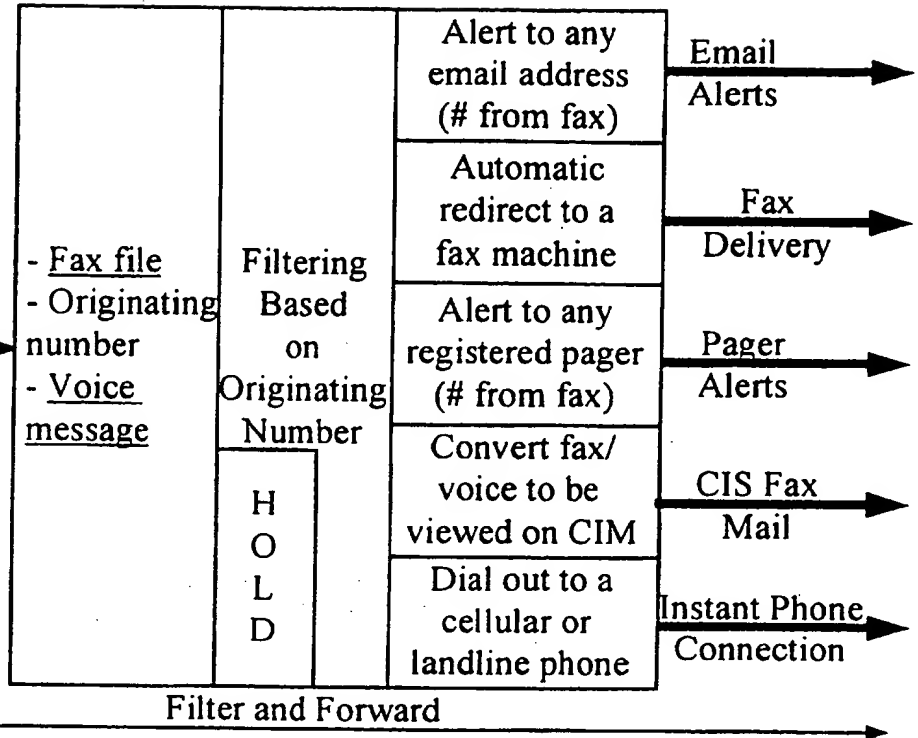 - Fax file
- Originating
number
- Voice
message
Filtering
Based
on
Originating
Number
H
O
L
D
Alert to any
email address
(# from fax)
Automatic
redirect to a
fax machine
Alert to any
registered pager
(# from fax)
Convert fax/
voice to be
viewed on CIM
Dial out to a
cellular or
landline phone
Email
Alerts
Fax
Delivery
Pager
Alerts
CIS Fax
Mail
Instant Phone
Connection
Filter and Forward